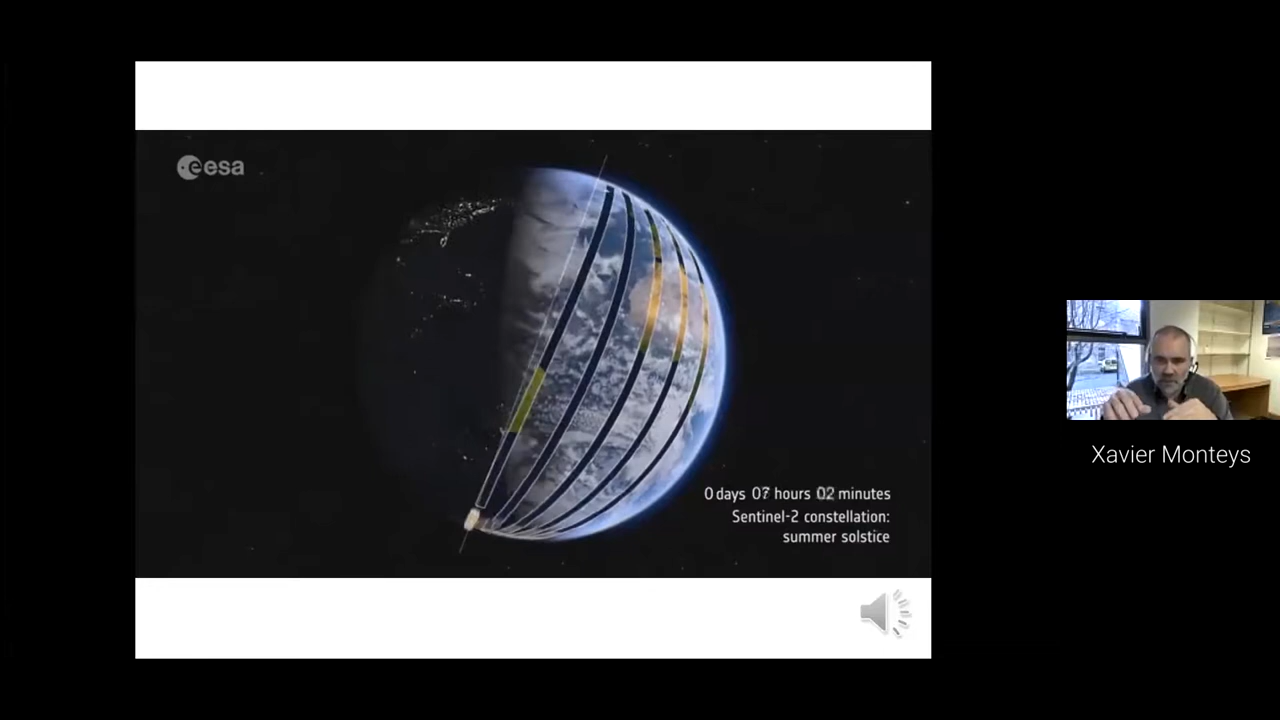 esa
0 days 07 hours 02 minutes
Sentinel-2 constellation:
summer solstice
Xavier Monteys